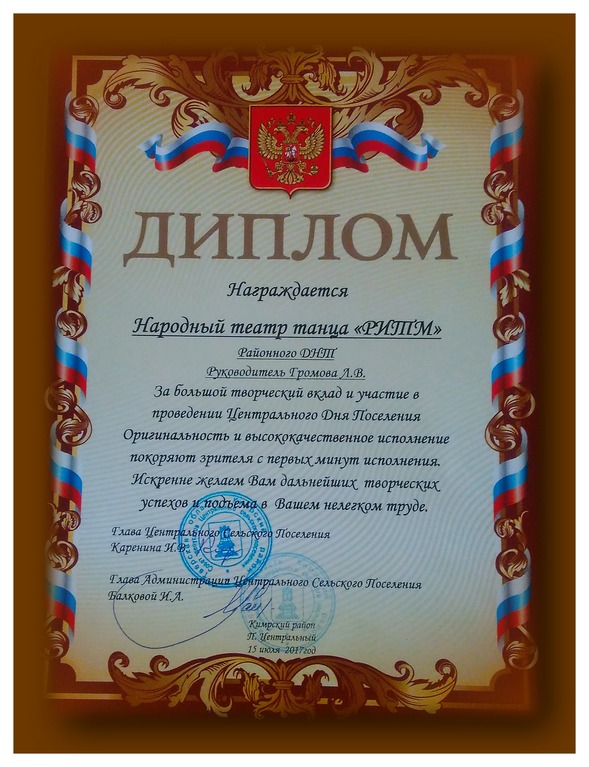 ДИПЛОМ
Награждается
Народный театр танца «РИТМ»
Районного ДНТ
Руководитель Громова Л.В.
За большой творческий вклад и участие в
проведении Центрального Дня Поселения
Оригинальность и высококачественное исполнение
покоряют зрителя с первых минут исполнения.
Искренне желаем Вам дальнейших творческих
успехов и подъема в Вашем нелегком труде.
Глава Центрального Сельского Поселения
Каренина И.В.
Глава Администрации Центрального Сельского Поселения
Балковой И.А.
Кимрский район
П. Центральный
15 июля 2017год